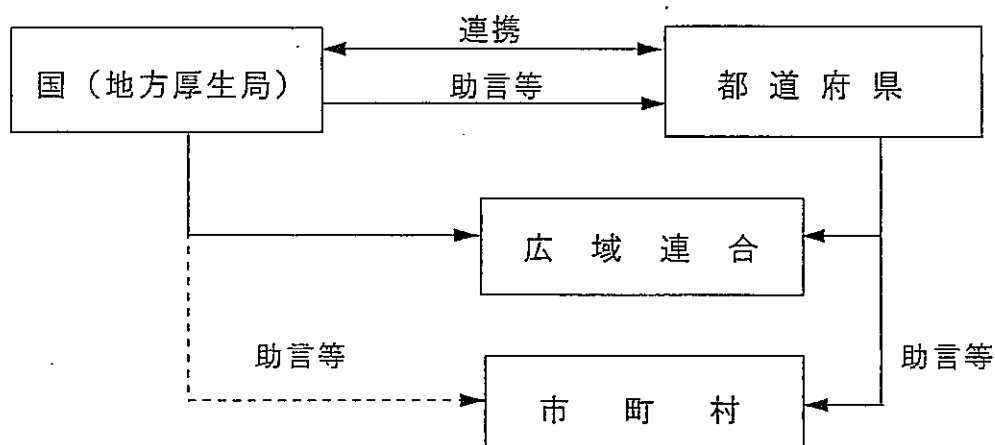 連携
国（地方厚生局）
助言等
都道府県
広域連合
助言等
助言等
市町村